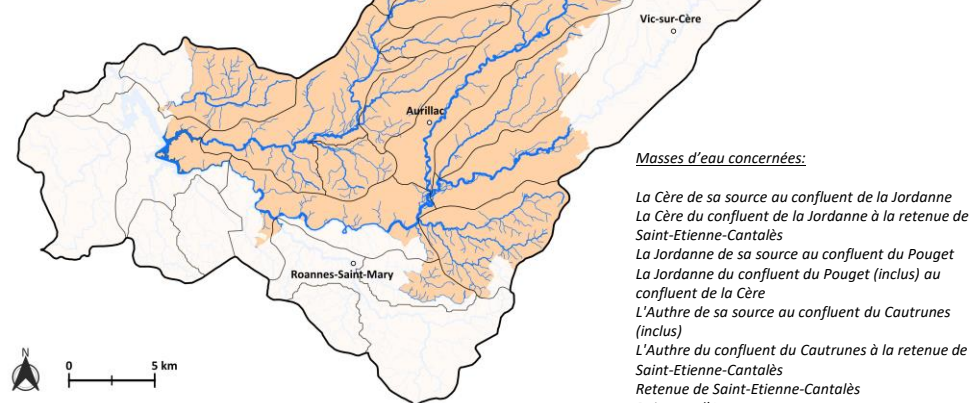 Vic-sur-Cère
Aurillac
Roannes-Saint-Mary
N
0 5 km
Masses d'eau concernées:
La Cère de sa source au confluent de la Jordanne
La Cère du confluent de la Jordanne à la retenue de
Saint-Etienne-Cantalès
La Jordanne de sa source au confluent du Pouget
La Jordanne du confluent du Pouget (inclus) au
confluent de la Cère
L'Authre de sa source au confluent du Cautrunes
(inclus)
L'Authre du confluent du Cautrunes à la retenue de
Saint-Etienne-Cantalès
Retenue de Saint-Etienne-Cantalès